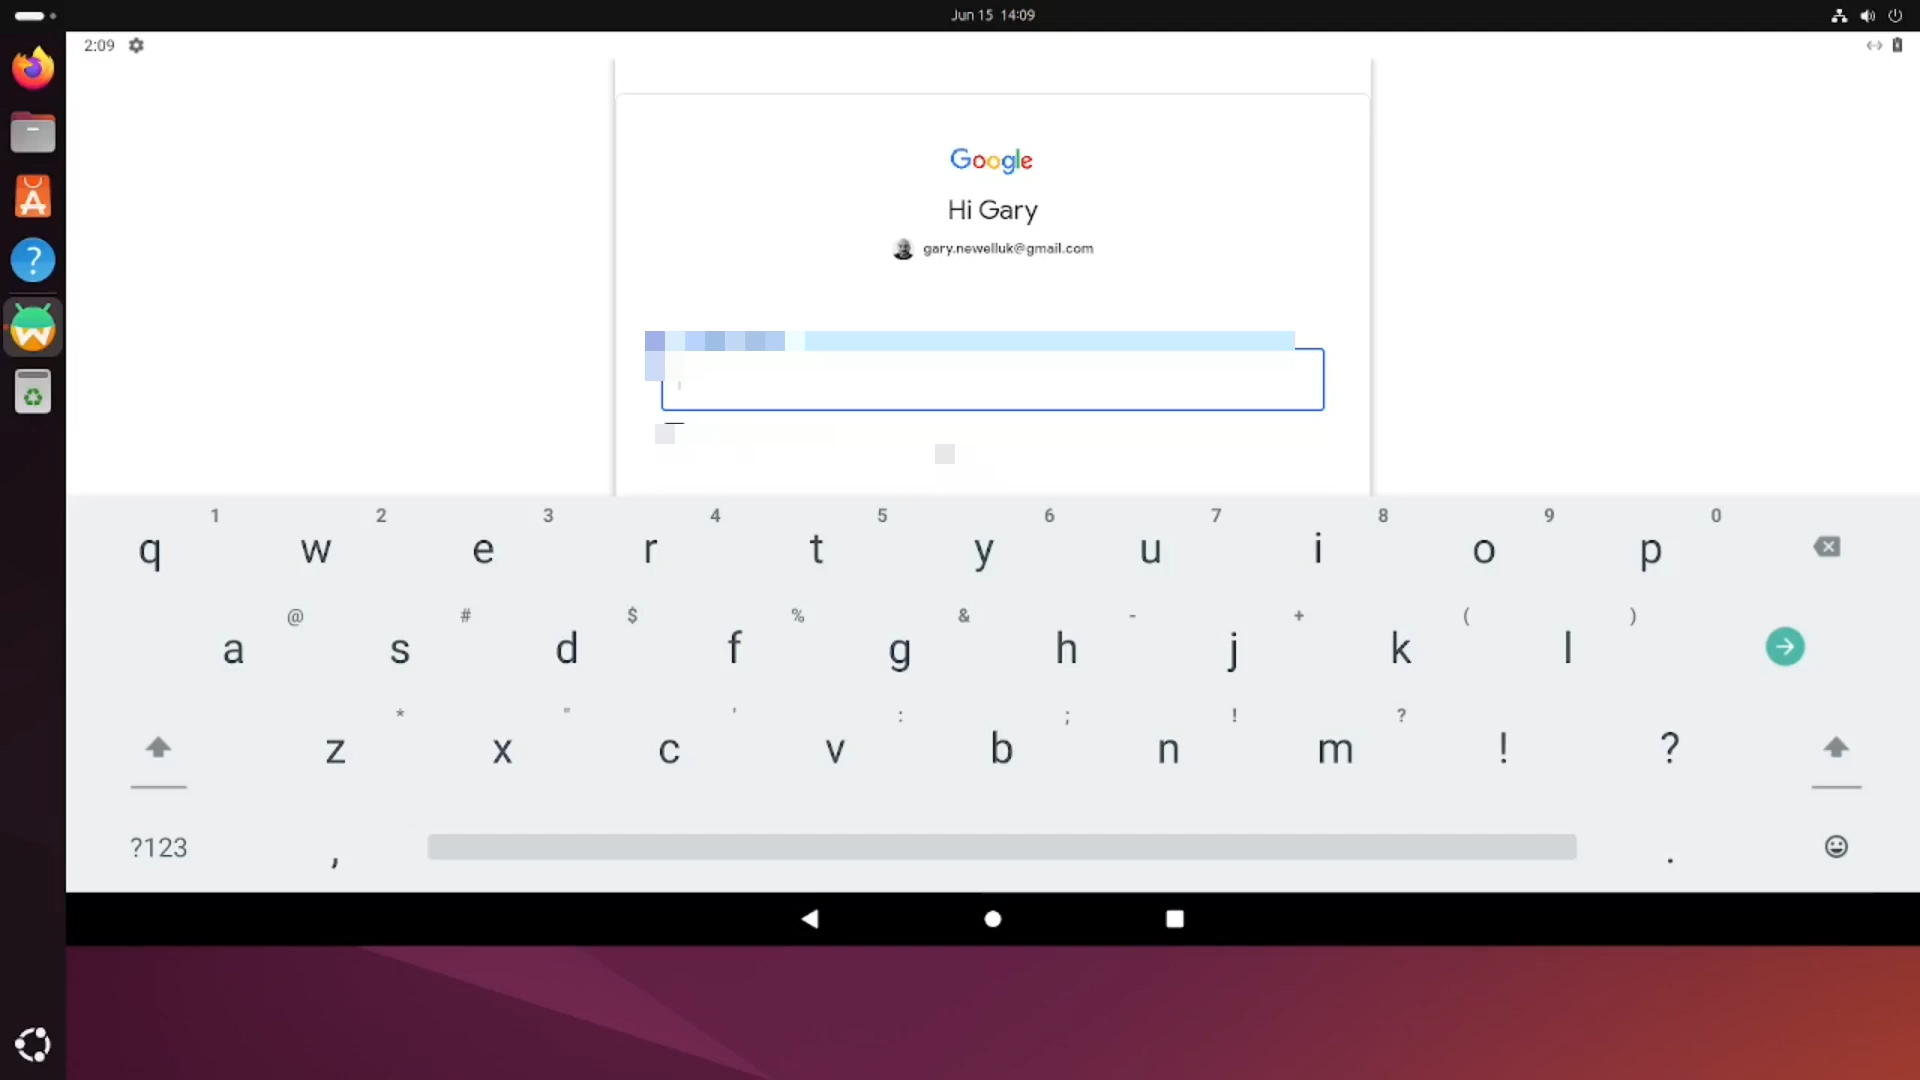 Jun 15 14:09
2:09
Google
Hi Gary
gary.newelluk@gmail.com
1 2 3 4 5 6 7 8 9 0
q w e r t y u i o p
@ # $ % & - + ( )
a s d f g h j k l
* " ' : ; ! ?
z x c v b n m ! ?
?123 , .